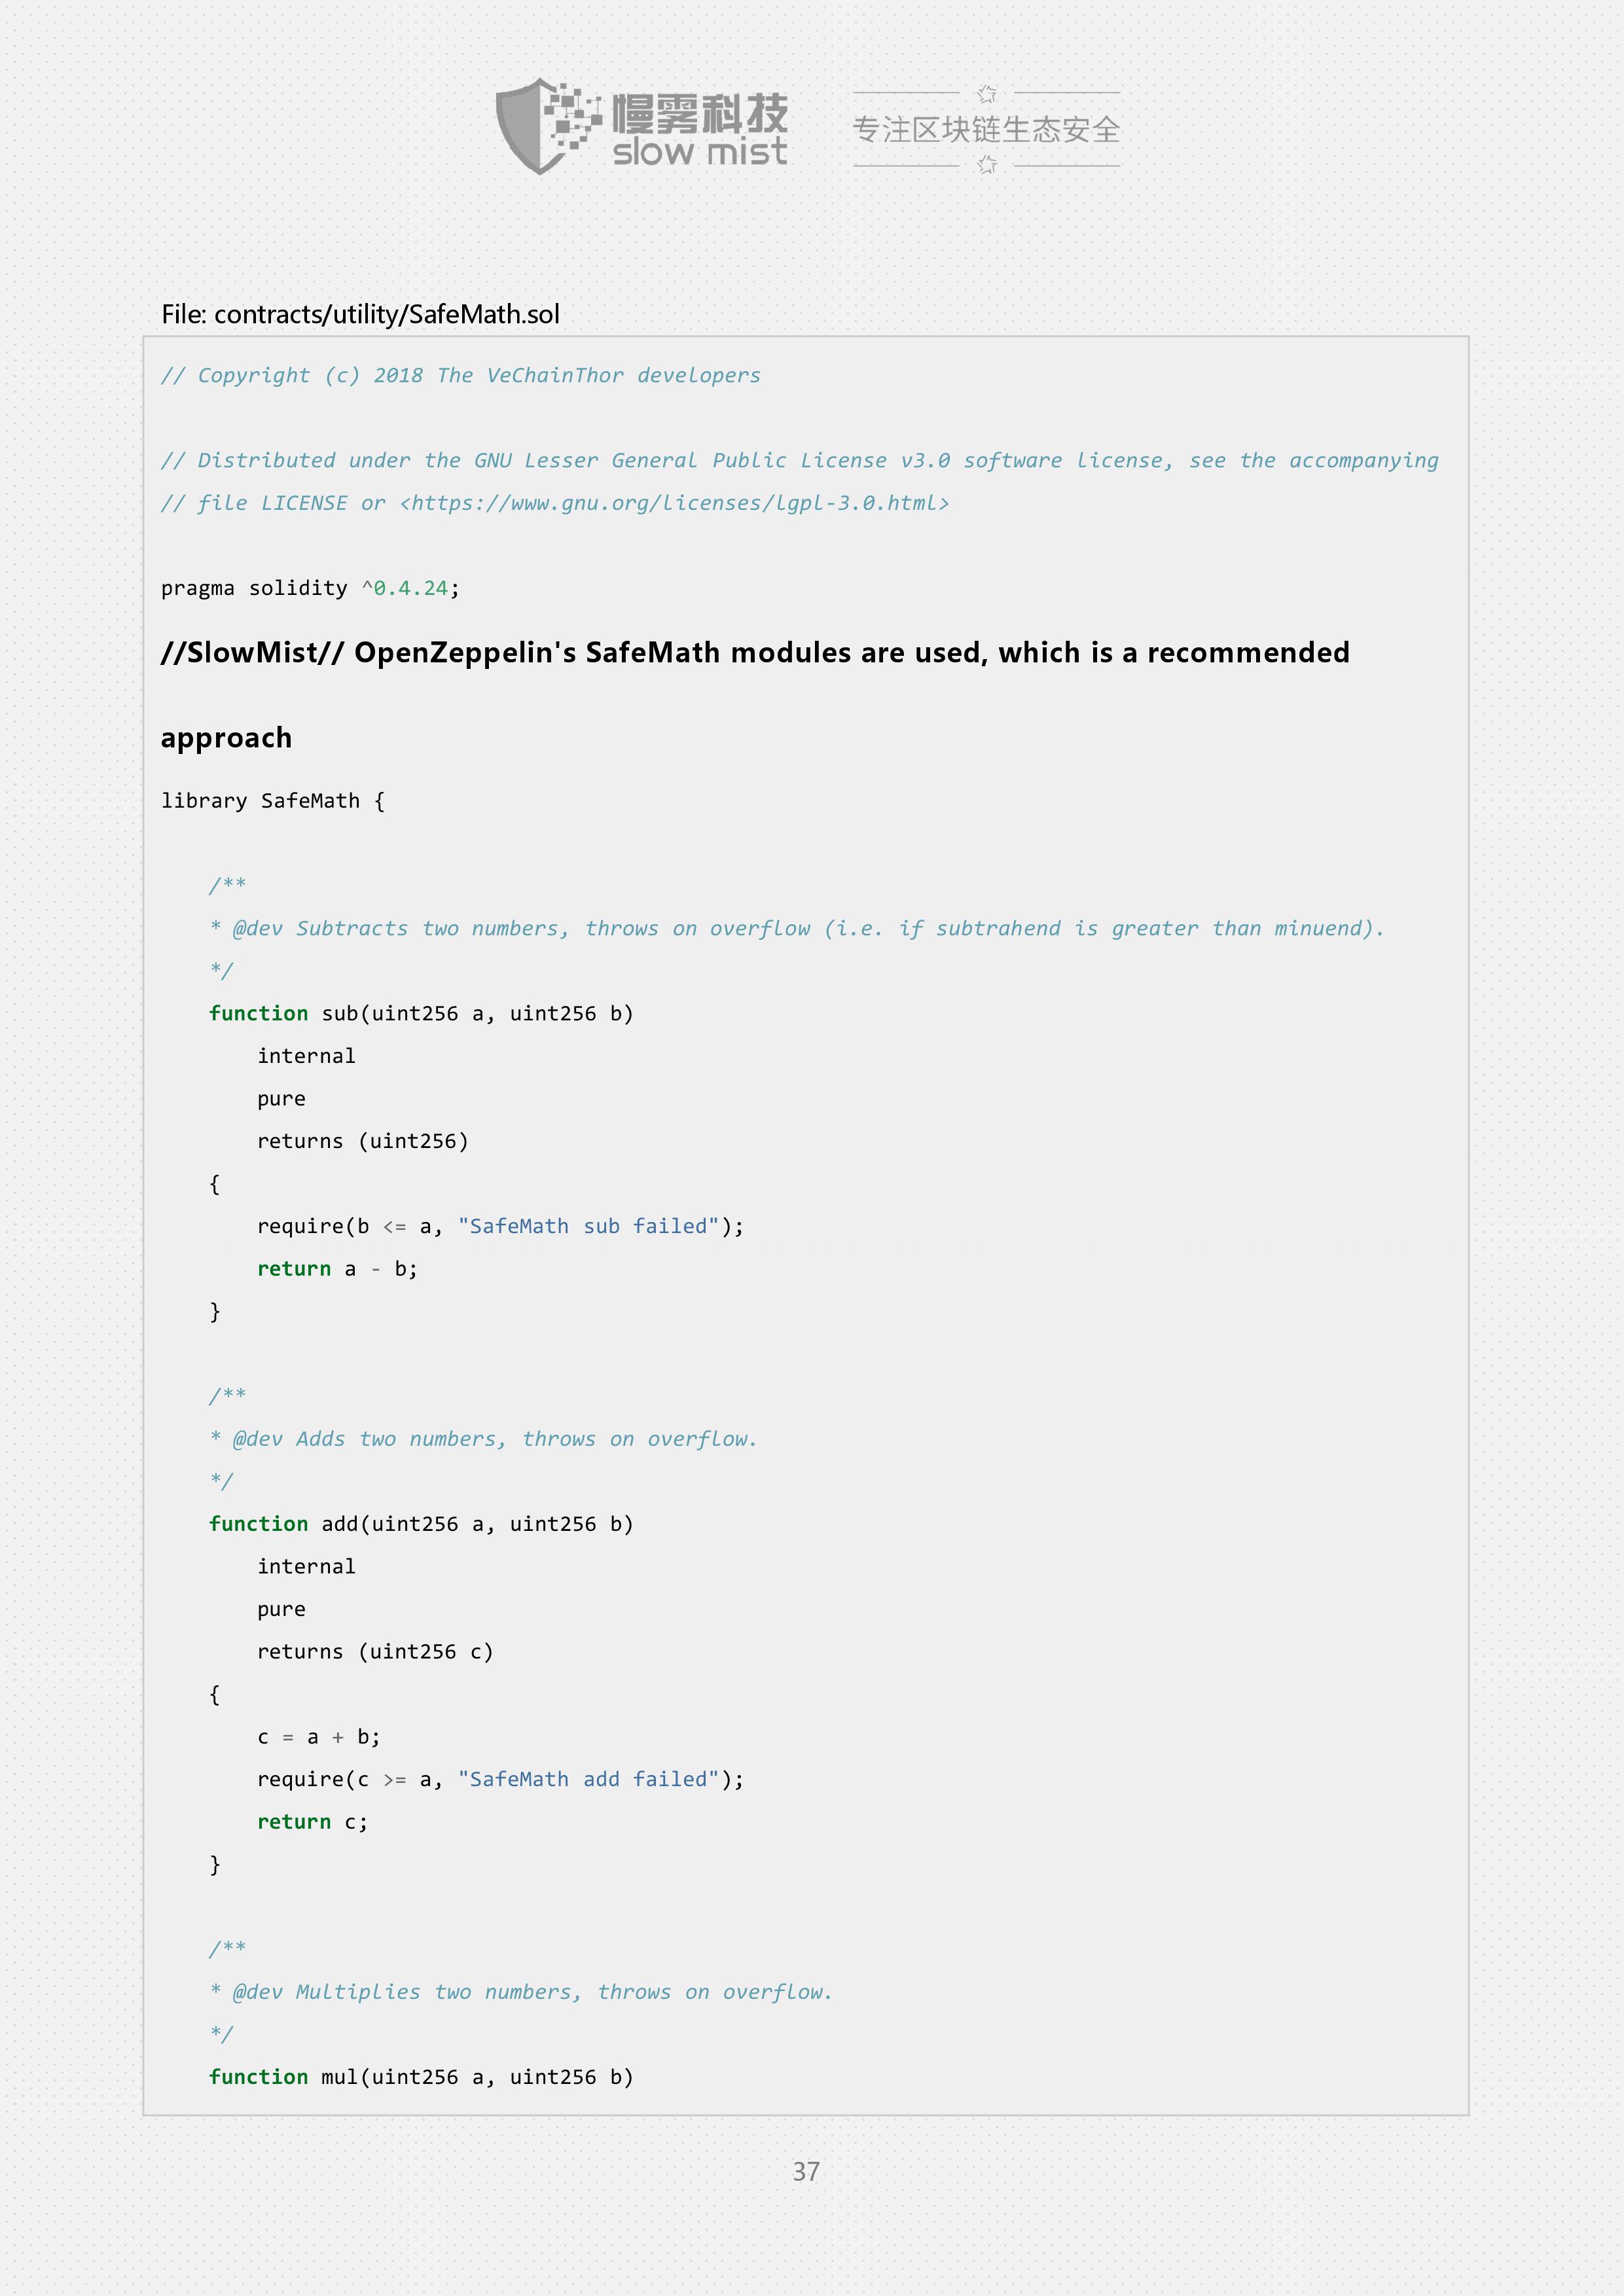 慢雾科技
slow mist
专注区块链生态安全
File: contracts/utility/SafeMath.sol
// Copyright (c) 2018 The VeChainThor developers
// Distributed under the GNU Lesser General Public License v3.0 software license, see the accompanying
// file LICENSE or <https://www.gnu.org/licenses/lgpl-3.0.html>
pragma solidity ^0.4.24;
//SlowMist// OpenZeppelin's SafeMath modules are used, which is a recommended
approach
library SafeMath {
/**
* @dev Subtracts two numbers, throws on overflow (i.e. if subtrahend is greater than minuend).
*/
function sub(uint256 a, uint256 b)
internal
pure
returns (uint256)
{
require(b <= a, "SafeMath sub failed");
return a - b;
}
/**
* @dev Adds two numbers, throws on overflow.
*/
function add(uint256 a, uint256 b)
internal
pure
returns (uint256 c)
{
c = a + b;
require(c >= a, "SafeMath add failed");
return c;
}
/**
* @dev Multiplies two numbers, throws on overflow.
*/
function mul(uint256 a, uint256 b)
37